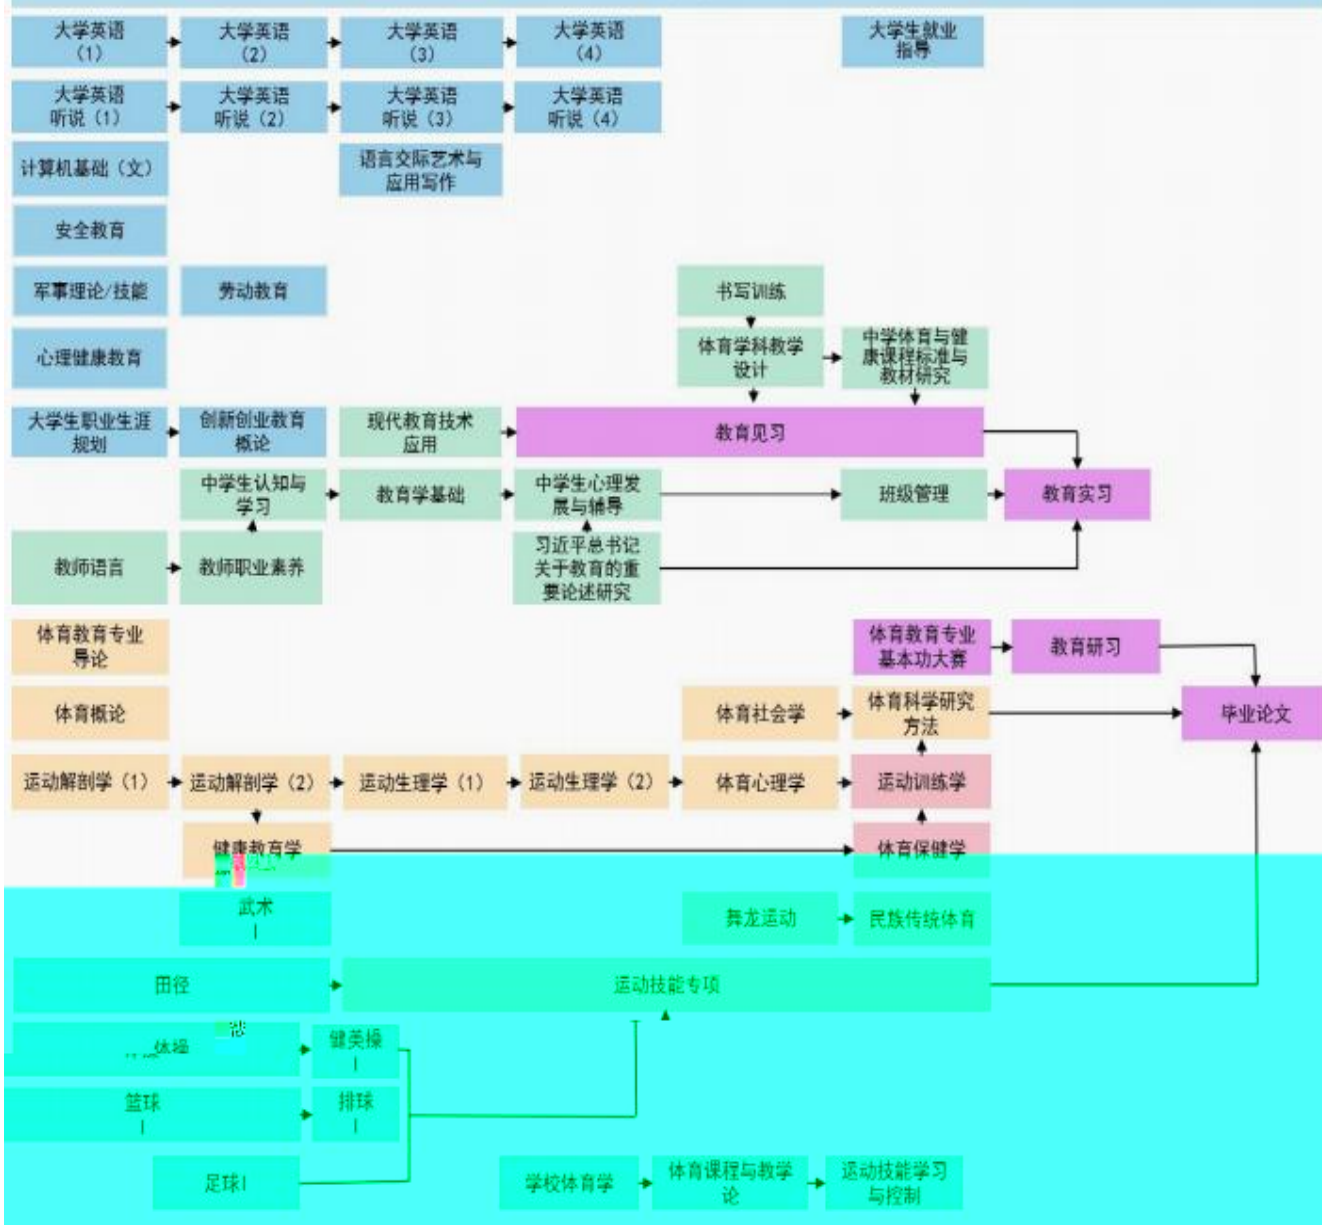 大学英语
（1）
大学英语
（2）
大学英语
（3）
大学英语
（4）
大学生就业
指导
大学英语
听说（1）
大学英语
听说（2）
大学英语
听说（3）
大学英语
听说（4）
计算机基础（文）
语言交际艺术与
应用写作
安全教育
军事理论/技能
劳动教育
书写训练
心理健康教育
体育学科教学
设计
中学体育与健
康课程标准与
教材研究
大学生职业生涯
规划
创新创业教育
概论
现代教育技术
应用
教育见习
中学生认知与
学习
教育学基础
中学生心理发
展与辅导
班级管理
教育实习
教师语言
教师职业素养
习近平总书记
关于教育的重
要论述研究
体育教育专业
导论
体育教育专业
基本功大赛
教育研习
体育概论
体育社会学
体育科学研究
方法
毕业论文
运动解剖学（1）
运动解剖学（2）
运动生理学（1）
运动生理学（2）
体育心理学
运动训练学
健康教育学
体育保健学
武术
I
舞龙运动
民族传统体育
田径
运动技能专项
体操
健美操
I
篮球
I
排球
I
足球I
学校体育学
体育课程与教学
论
运动技能学习
与控制